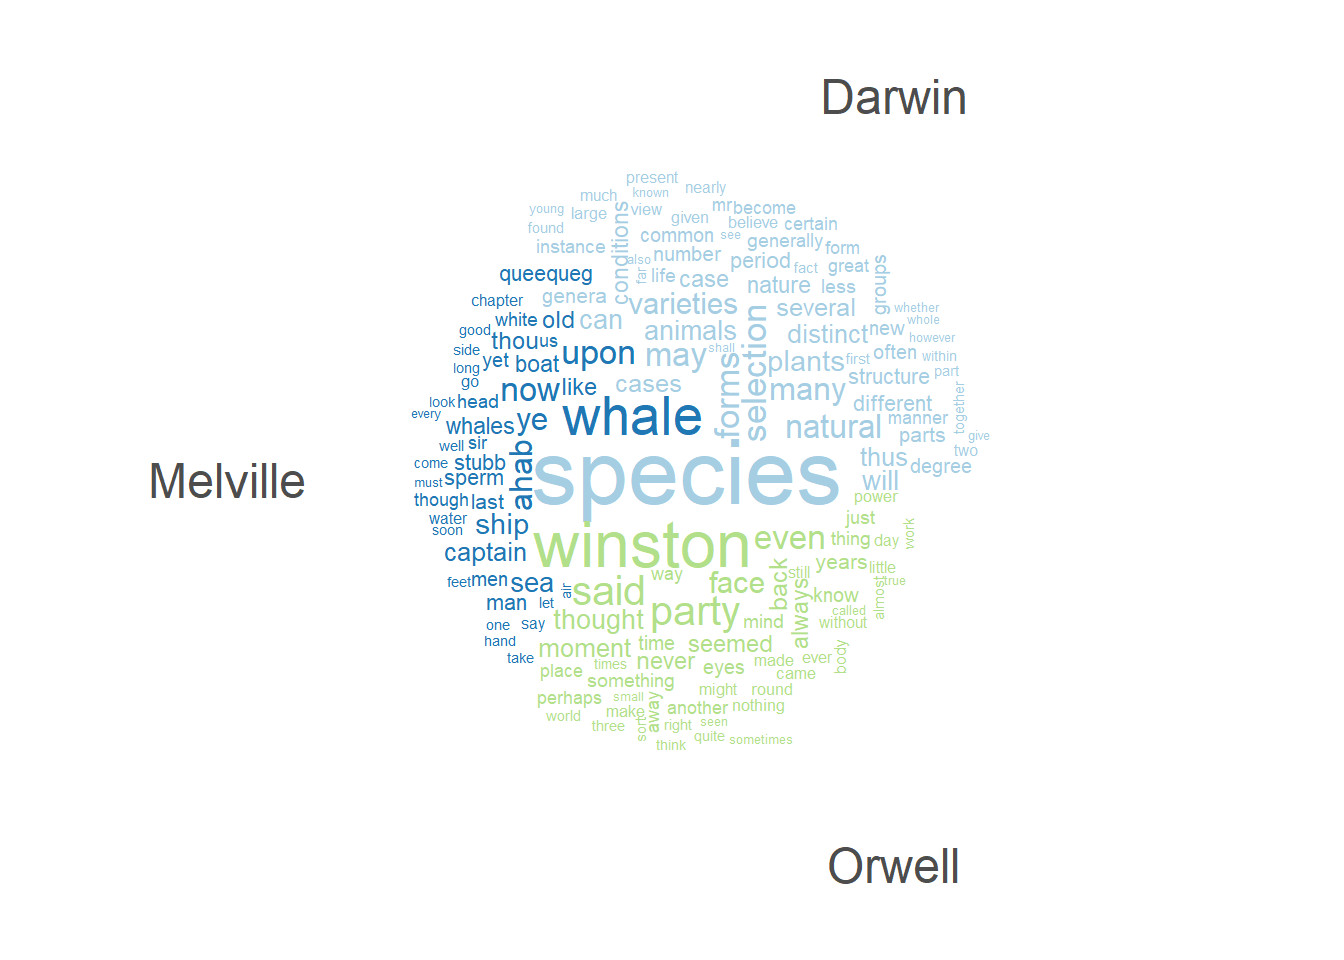 Darwin
present
much known nearly
young large view mr become
found given believe certain
conditions common see generally form
instance also number period fact great groups
queequeg far life case nature less
chapter genera varieties several whether
white old can animals selection distinct new whole
good thou us upon may shall however
side yet boat forms plants first often within
long now like cases many structure part
go whale different together
look head natural manner give
every whales ye parts two
well sir ahab species thus degree
come stubb will
Melville
must sperm
though last power
water ship winston even just work
soon captain thing day
feet men sea air way face back still years little true
man let said party always know almost
one say thought mind called
hand moment time seemed without
take never made ever body
place times eyes came
something might round
perhaps small away another nothing
world make sort right seen
three think quite sometimes
Orwell